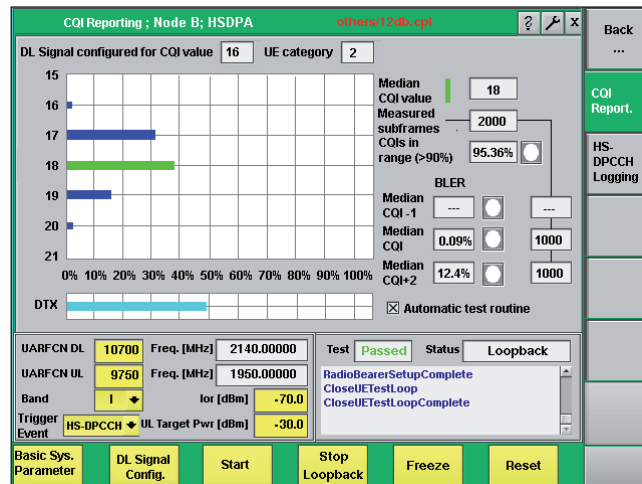 CQI Reporting ; Node B; HSDPA
others/12db.cpl
? X
Back
...
DL Signal configured for CQI value 16 UE category 2
CQI
Report.
HS-
DPCCH
Logging
15
16
17
18
19
20
21
0% 10% 20% 30% 40% 50% 60% 70% 80% 90% 100%
DTX
Median
CQI value 18
Measured
subframes 2000
CQIs in
range (>90%) 95.36%
BLER
Median
CQI -1 --- ---
Median
CQI 0.09% 1000
Median
CQI+2 12.4% 1000
Automatic test routine
UARFCN DL 10700 Freq. [MHz] 2140.00000
UARFCN UL 9750 Freq. [MHz] 1950.00000
Band I Ior [dBm] -70.0
Trigger
Event HS-DPCCH UL Target Pwr [dBm] -30.0
Test Passed Status Loopback
RadioBearerSetupComplete
CloseUETestLoop
CloseUETestLoopComplete
Basic Sys.
Parameter
DL Signal
Config.
Start
Stop
Loopback
Freeze
Reset